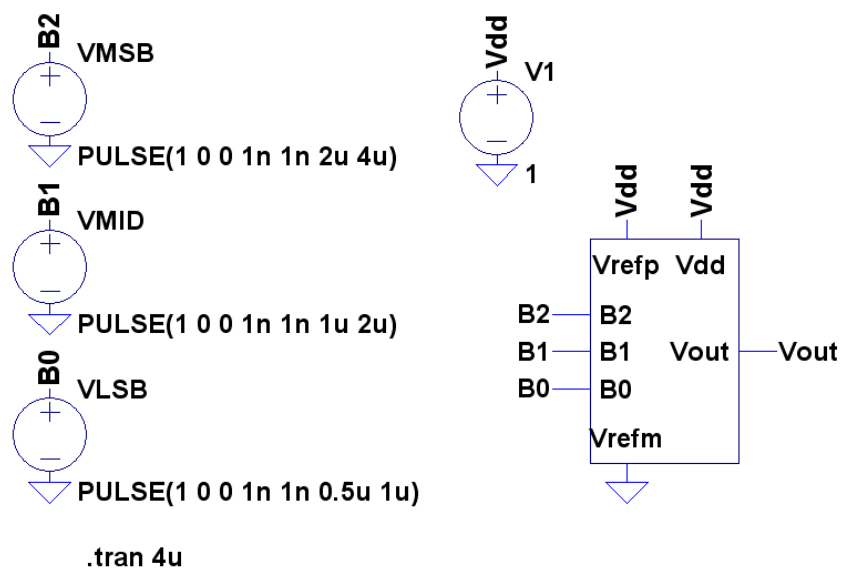 B2
VMSB
PULSE(1 0 0 1n 1n 2u 4u)
B1
VMID
PULSE(1 0 0 1n 1n 1u 2u)
B0
VLSB
PULSE(1 0 0 1n 1n 0.5u 1u)
.tran 4u
Vdd
V1
1
Vdd
Vdd
Vrefp Vdd
B2 B2
B1 B1 Vout Vout
B0 B0
Vrefm